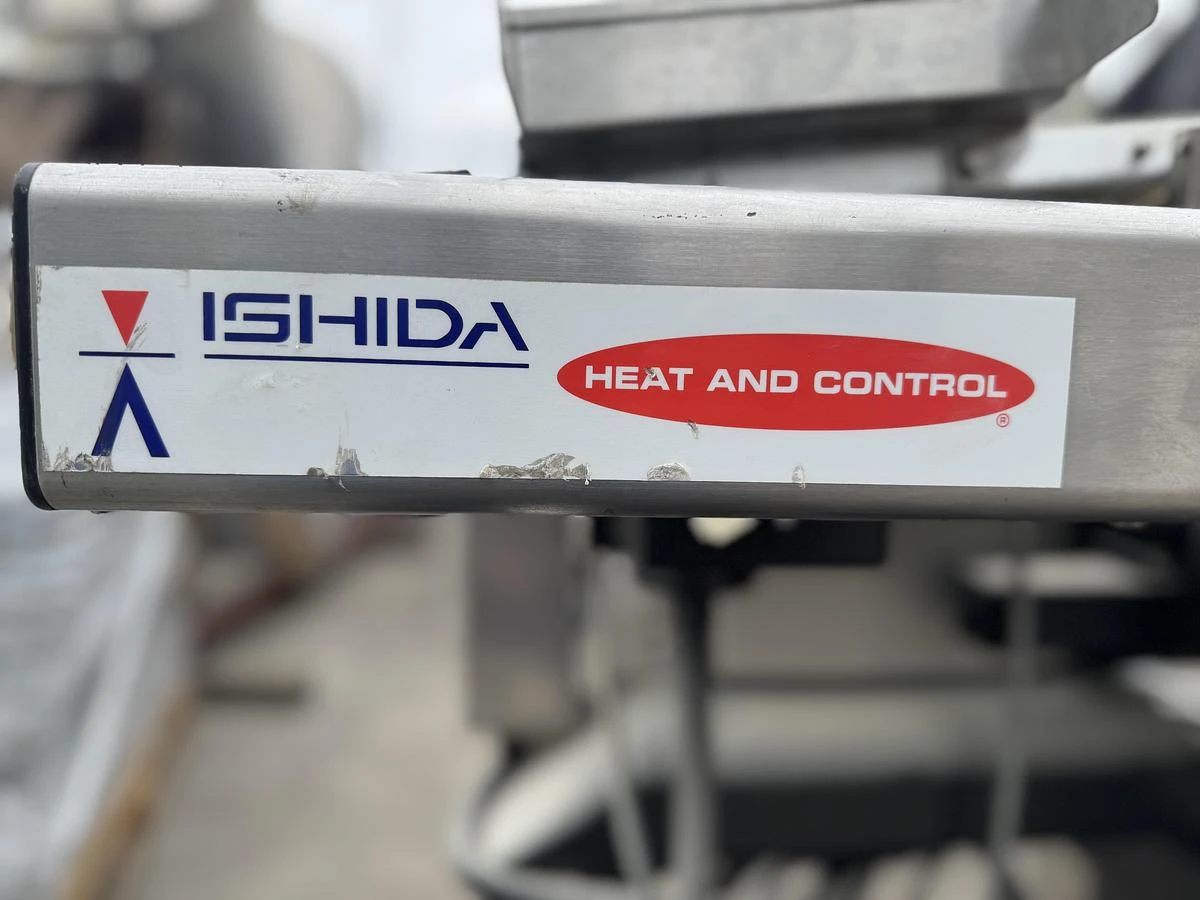 ISHIDA
HEAT AND CONTROL
®